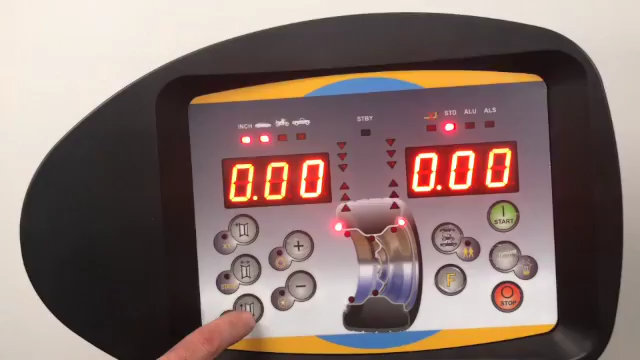 INCH
STBY
STD ALU ALS
0.00
0.00
+
−
F
START
STOP